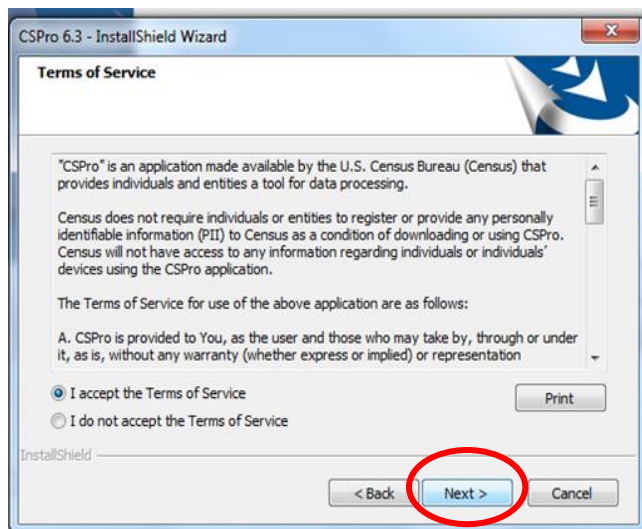 CSPro 6.3 - InstallShield Wizard
Terms of Service
"CSPro" is an application made available by the U.S. Census Bureau (Census) that
provides individuals and entities a tool for data processing.
Census does not require individuals or entities to register or provide any personally
identifiable information (PII) to Census as a condition of downloading or using CSPro.
Census will not have access to any information regarding individuals or individuals'
devices using the CSPro application.
The Terms of Service for use of the above application are as follows:
A. CSPro is provided to You, as the user and those who may take by, through or under
it, as is, without any warranty (whether express or implied) or representation
I accept the Terms of Service
Print
I do not accept the Terms of Service
InstallShield
< Back Next > Cancel